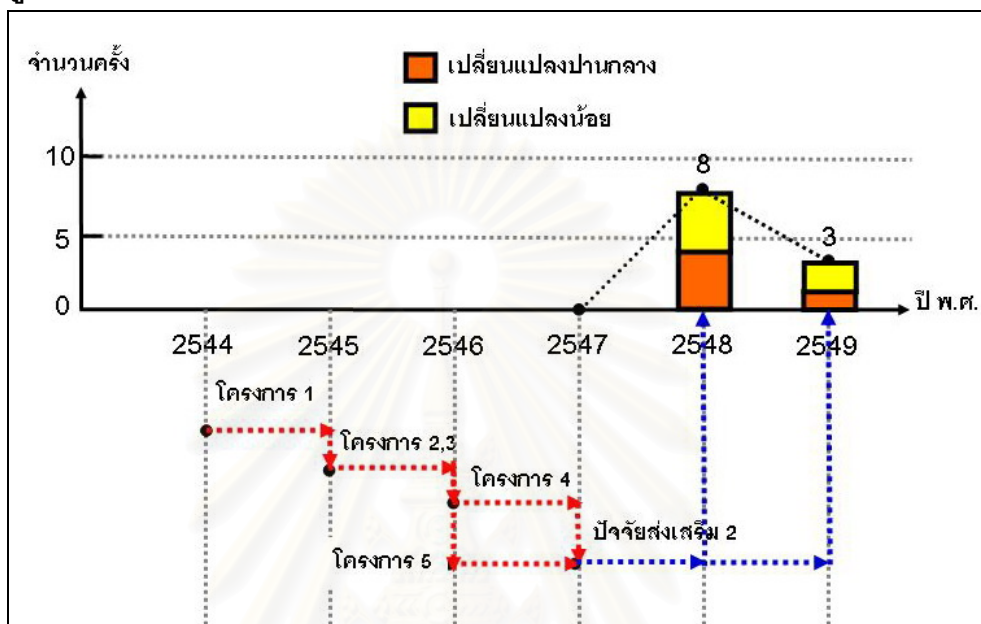 จำนวนครั้ง
เปลี่ยนแปลงปานกลาง
เปลี่ยนแปลงน้อย
10
8
5
3
0
ปี พ.ศ.
2544 2545 2546 2547 2548 2549
โครงการ 1
โครงการ 2,3
โครงการ 4
ปัจจัยส่งเสริม 2
โครงการ 5